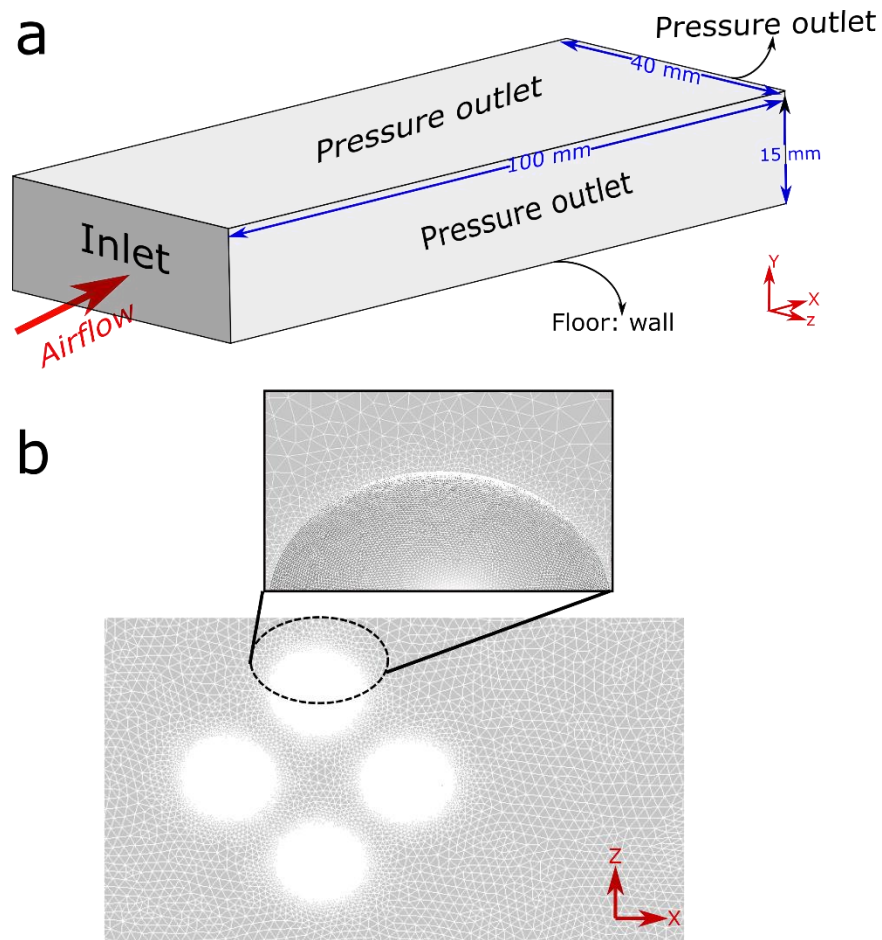 a
Pressure outlet
40 mm
Pressure outlet
100 mm
15 mm
Pressure outlet
Inlet
Airflow
Floor: wall
Y
X
z
b
Z
X